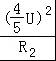 (4/5 U)²
R₂